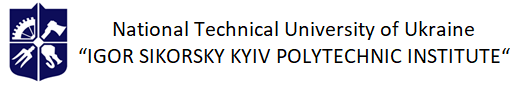 National Technical University of Ukraine
“IGOR SIKORSKY KYIV POLYTECHNIC INSTITUTE“